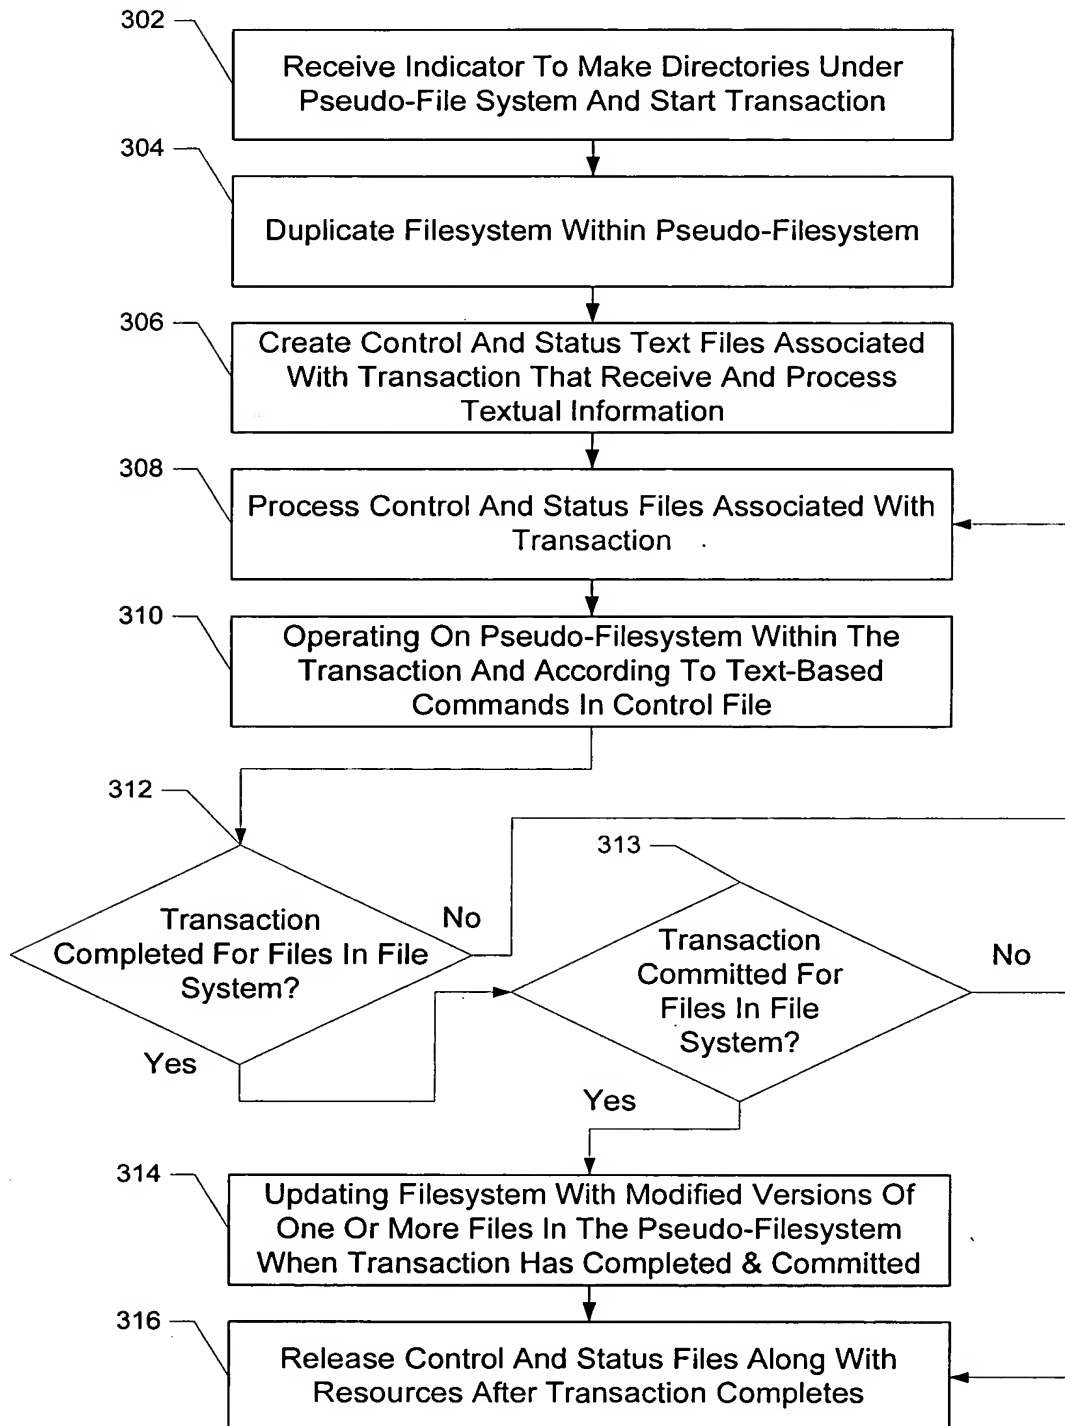 302
Receive Indicator To Make Directories Under
Pseudo-File System And Start Transaction
304
Duplicate Filesystem Within Pseudo-Filesystem
306
Create Control And Status Text Files Associated
With Transaction That Receive And Process
Textual Information
308
Process Control And Status Files Associated With
Transaction
310
Operating On Pseudo-Filesystem Within The
Transaction And According To Text-Based
Commands In Control File
312
Transaction
Completed For Files In File
System?
No
Yes
313
Transaction
Committed For
Files In File
System?
No
Yes
314
Updating Filesystem With Modified Versions Of
One Or More Files In The Pseudo-Filesystem
When Transaction Has Completed & Committed
316
Release Control And Status Files Along With
Resources After Transaction Completes